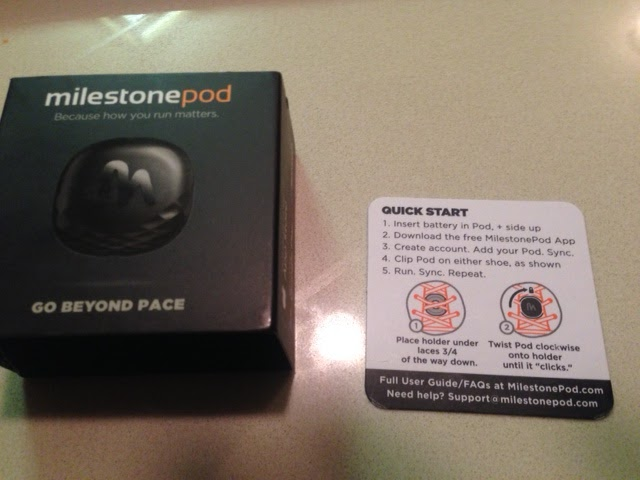 milestonepod
Because how you run matters.
GO BEYOND PACE
QUICK START
1. Insert battery in Pod, + side up
2. Download the free MilestonePod App
3. Create account. Add your Pod. Sync.
4. Clip Pod on either shoe, as shown
5. Run. Sync. Repeat.
1
Place holder under
laces 3/4
of the way down.
2
Twist Pod clockwise
onto holder
until it "clicks."
Full User Guide/FAQs at MilestonePod.com
Need help? Support@milestonepod.com